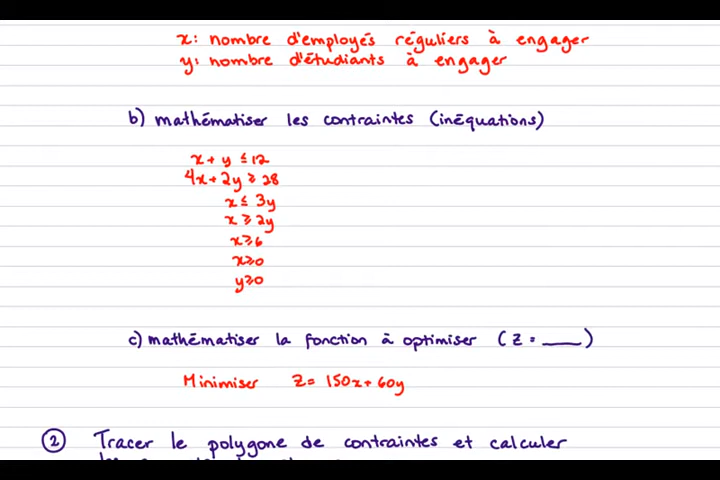 x: nombre d'employés réguliers à engager
y: nombre d'étudiants à engager
b) mathématiser les contraintes (inéquations)
x + y ≤ 12
4x + 2y ≥ 28
x ≤ 3y
x ≥ 2y
x ≥ 6
x ≥ 0
y ≥ 0
c) mathématiser la fonction à optimiser (Z = ___)
Minimiser Z = 150x + 60y
② Tracer le polygone de contraintes et calculer